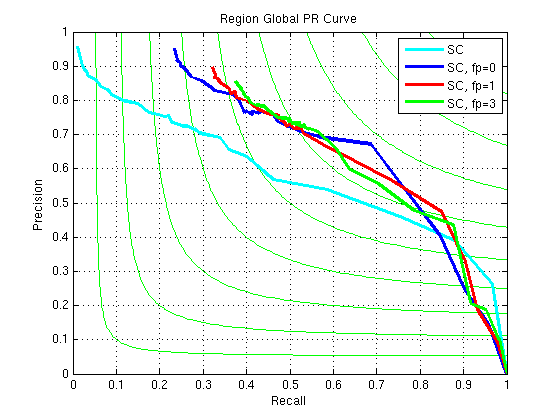 Region Global PR Curve
SC
SC, fp=0
SC, fp=1
SC, fp=3
1
0.9
0.8
0.7
0.6
0.5
0.4
0.3
0.2
0.1
0
Precision
0 0.1 0.2 0.3 0.4 0.5 0.6 0.7 0.8 0.9 1
Recall